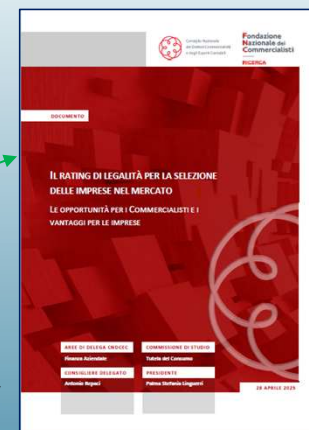 Consiglio Nazionale
dei Dottori Commercialisti
e degli Esperti Contabili
Fondazione
Nazionale dei
Commercialisti
RICERCA
DOCUMENTO
IL RATING DI LEGALITÀ PER LA SELEZIONE
DELLE IMPRESE NEL MERCATO
LE OPPORTUNITÀ PER I COMMERCIALISTI E I
VANTAGGI PER LE IMPRESE
AREE DI DELEGA CNDCEC
Finanza Aziendale
COMMISSIONE DI STUDIO
Tutela del Consumo
CONSIGLIERE DELEGATO
Antonio Repaci
PRESIDENTE
Palma Stefania Linguerri
28 APRILE 2025